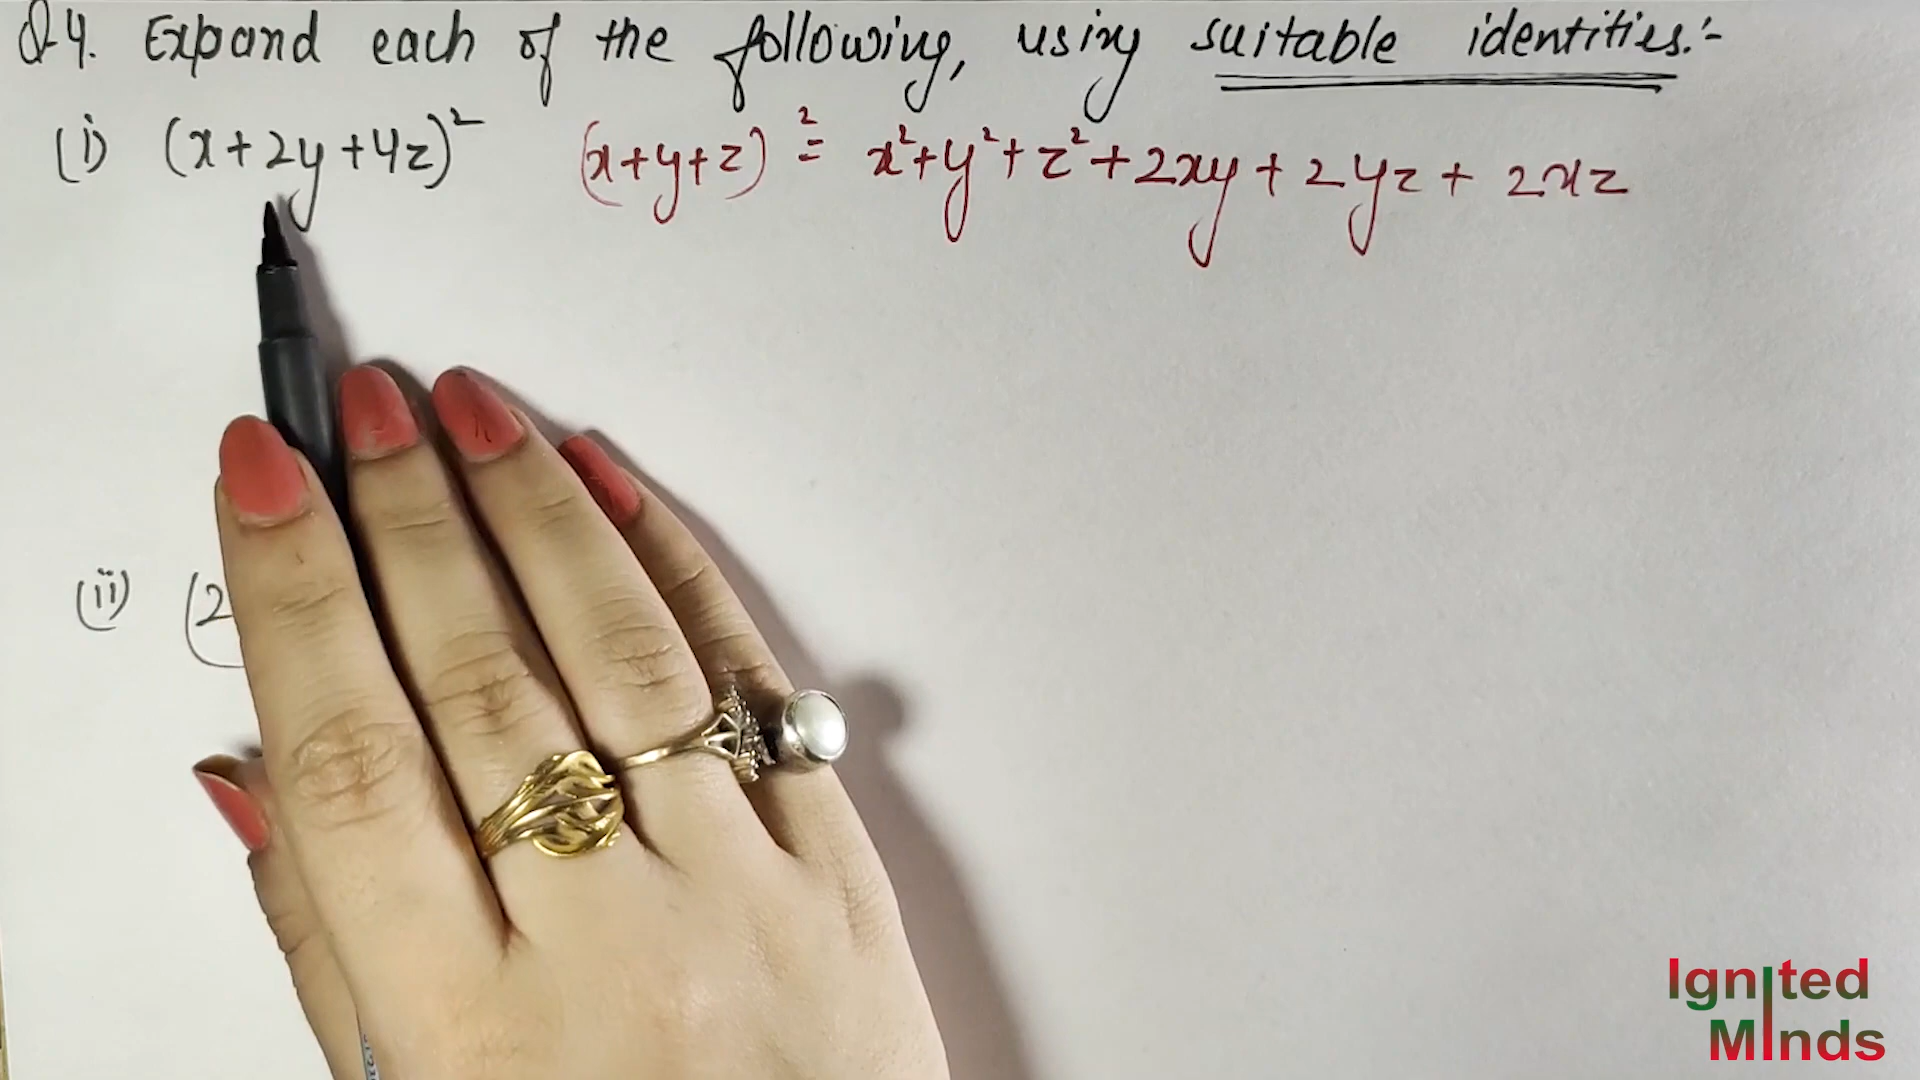 Q4. Expand each of the following, using suitable identities:-
(i) (x+2y+4z)² (x+y+z)² = x²+y²+z²+2xy+2yz+2xz
(ii) (2
Ignited
Minds